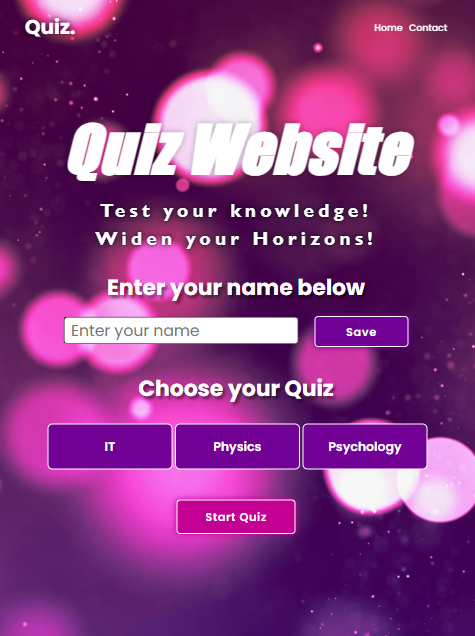 Quiz.
Home Contact
Quiz Website
Test your knowledge!
Widen your Horizons!
Enter your name below
Enter your name
Save
Choose your Quiz
IT
Physics
Psychology
Start Quiz